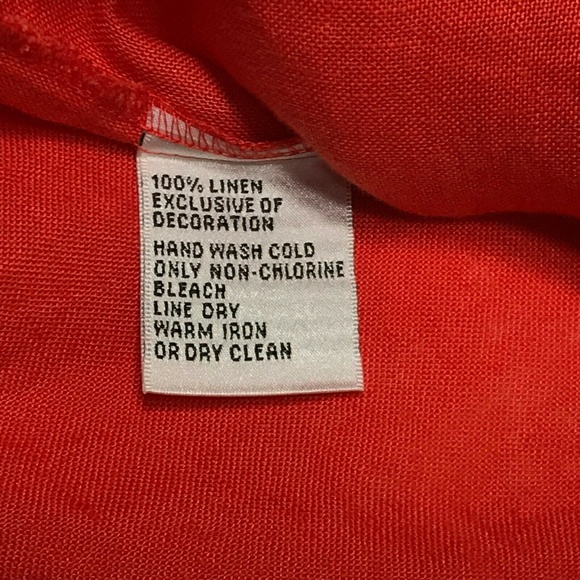 100% LINEN
EXCLUSIVE OF
DECORATION
HAND WASH COLD
ONLY NON-CHLORINE
BLEACH
LINE DRY
WARM IRON
OR DRY CLEAN